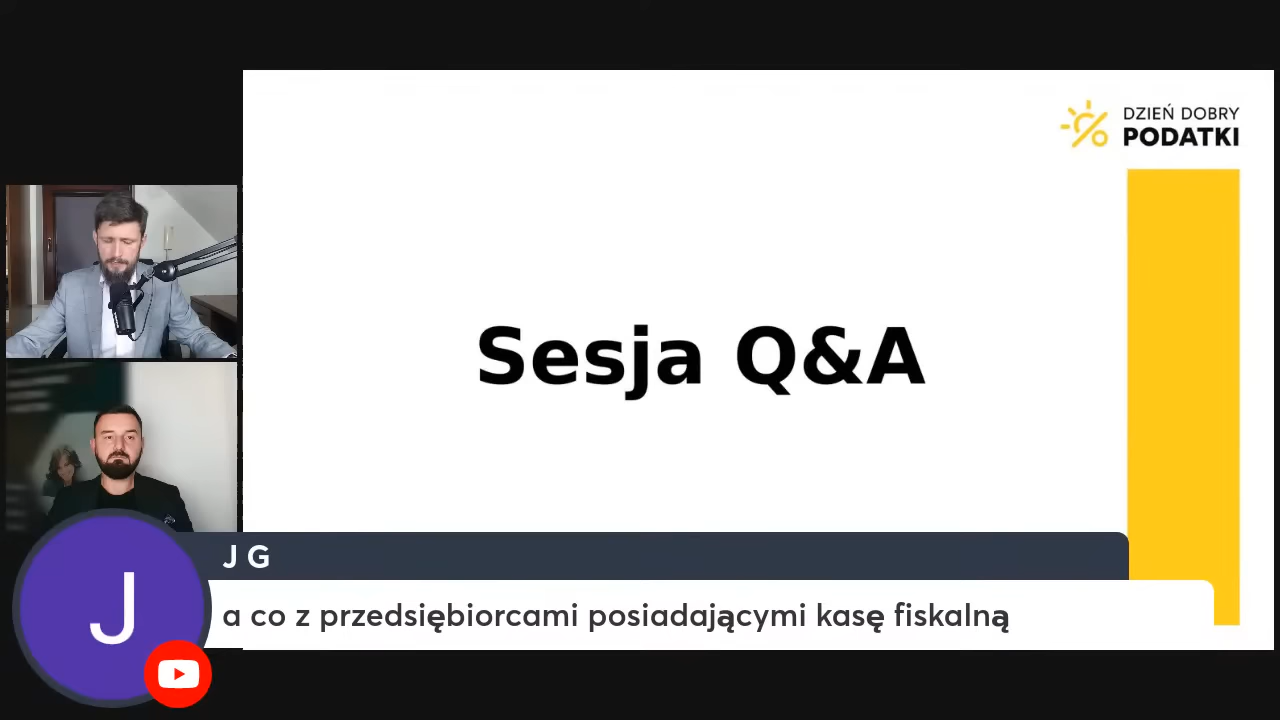 DZIEŃ DOBRY
PODATKI
Sesja Q&A
J G
J
a co z przedsiębiorcami posiadającymi kasę fiskalną